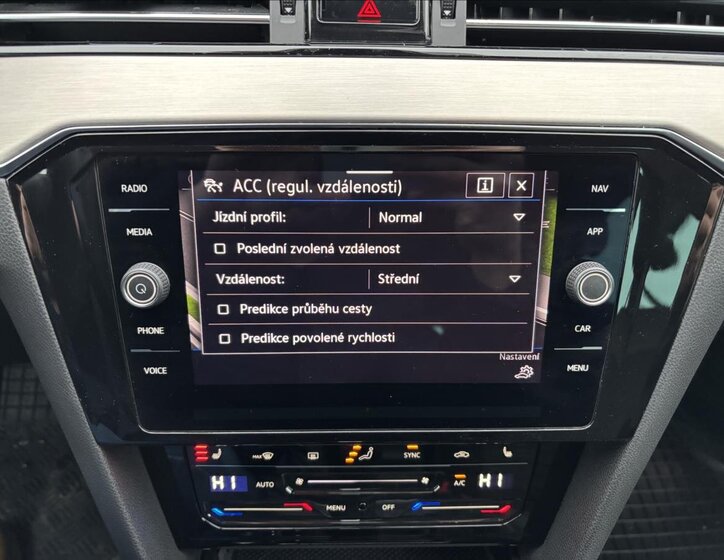 RADIO
MEDIA
PHONE
VOICE
ACC (regul. vzdálenosti)
i
Jízdní profil: Normal
Poslední zvolená vzdálenost
Vzdálenost: Střední
Predikce průběhu cesty
Predikce povolené rychlosti
Nastavení
NAV
APP
CAR
MENU
MAX SYNC
HI AUTO A/C HI
MENU OFF